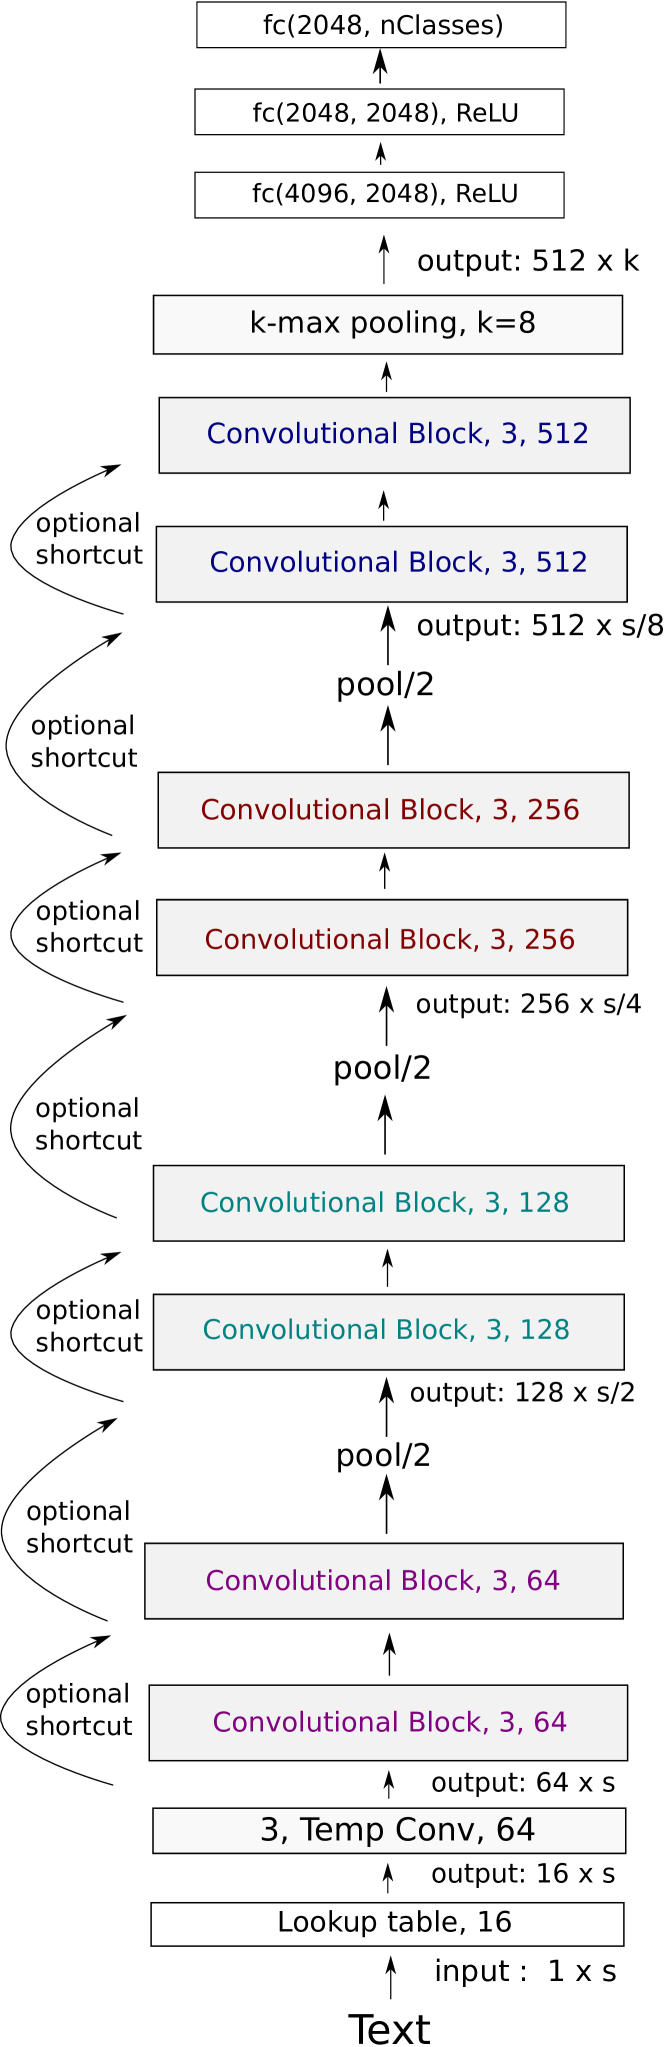 fc(2048, nClasses)
fc(2048, 2048), ReLU
fc(4096, 2048), ReLU
output: 512 x k
k-max pooling, k=8
Convolutional Block, 3, 512
optional
shortcut
Convolutional Block, 3, 512
output: 512 x s/8
pool/2
optional
shortcut
Convolutional Block, 3, 256
optional
shortcut
Convolutional Block, 3, 256
output: 256 x s/4
pool/2
optional
shortcut
Convolutional Block, 3, 128
optional
shortcut
Convolutional Block, 3, 128
output: 128 x s/2
pool/2
optional
shortcut
Convolutional Block, 3, 64
optional
shortcut
Convolutional Block, 3, 64
output: 64 x s
3, Temp Conv, 64
output: 16 x s
Lookup table, 16
input : 1 x s
Text